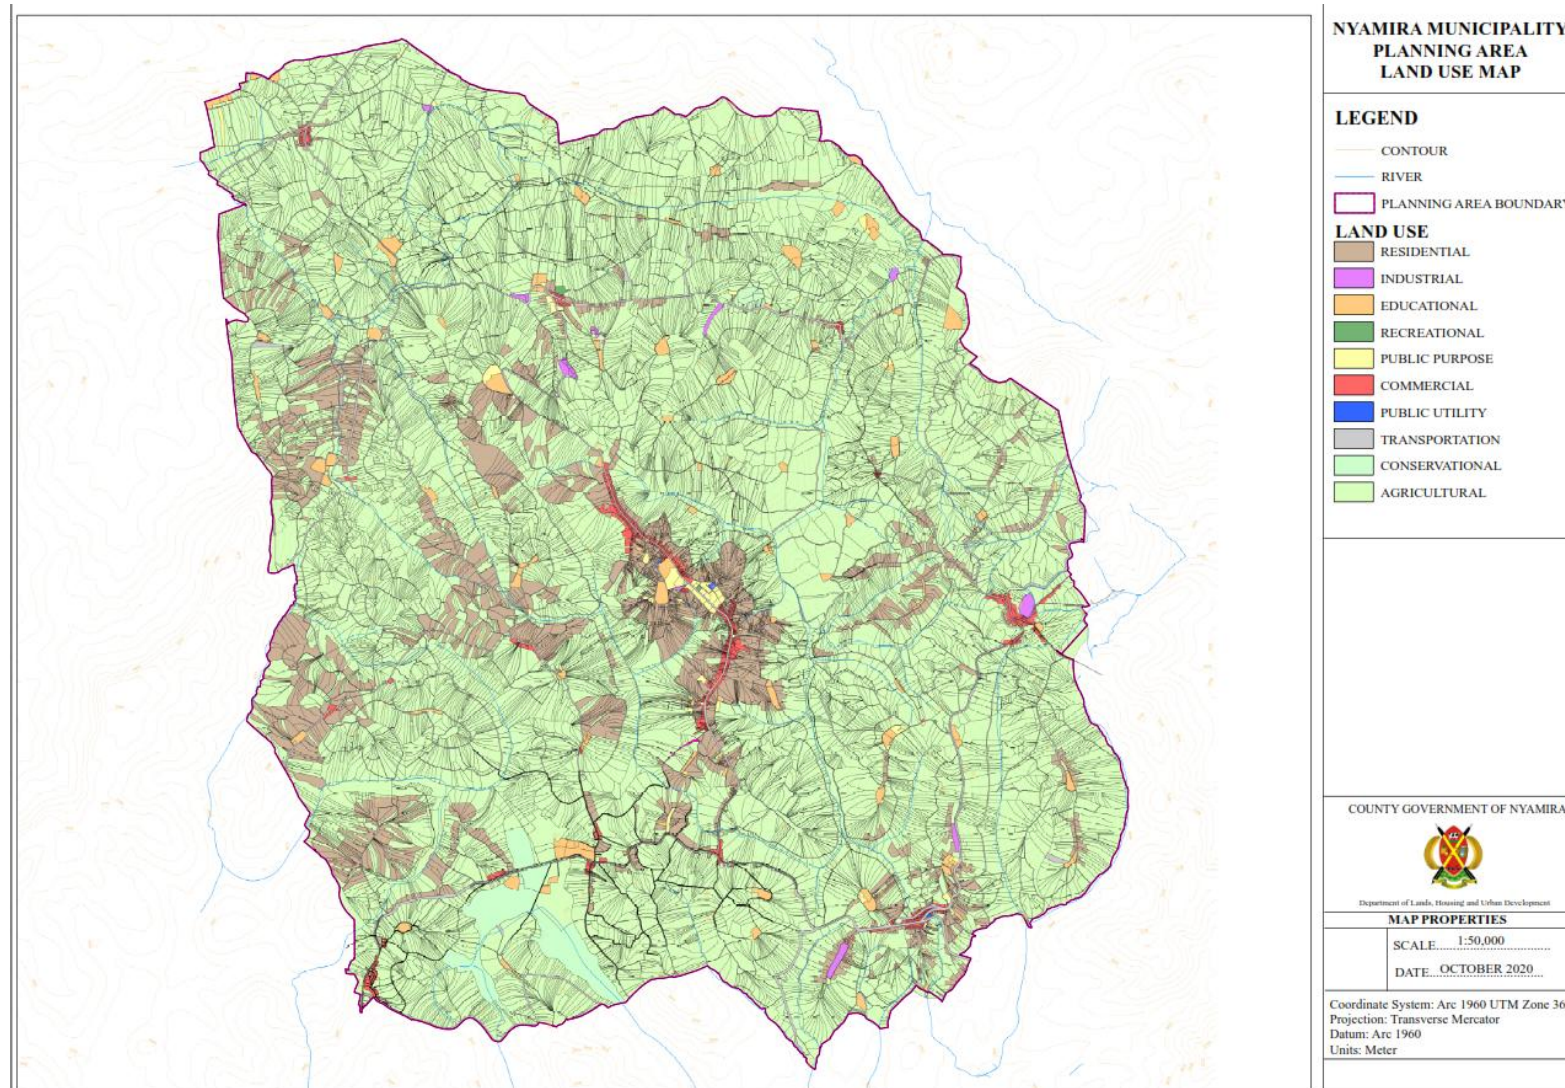 NYAMIRA MUNICIPALITY
PLANNING AREA
LAND USE MAP
LEGEND
CONTOUR
RIVER
PLANNING AREA BOUNDARY
LAND USE
RESIDENTIAL
INDUSTRIAL
EDUCATIONAL
RECREATIONAL
PUBLIC PURPOSE
COMMERCIAL
PUBLIC UTILITY
TRANSPORTATION
CONSERVATIONAL
AGRICULTURAL
COUNTY GOVERNMENT OF NYAMIRA
Department of Lands, Housing and Urban Development
MAP PROPERTIES
SCALE 1:50,000
DATE OCTOBER 2020
Coordinate System: Arc 1960 UTM Zone 36
Projection: Transverse Mercator
Datum: Arc 1960
Units: Meter